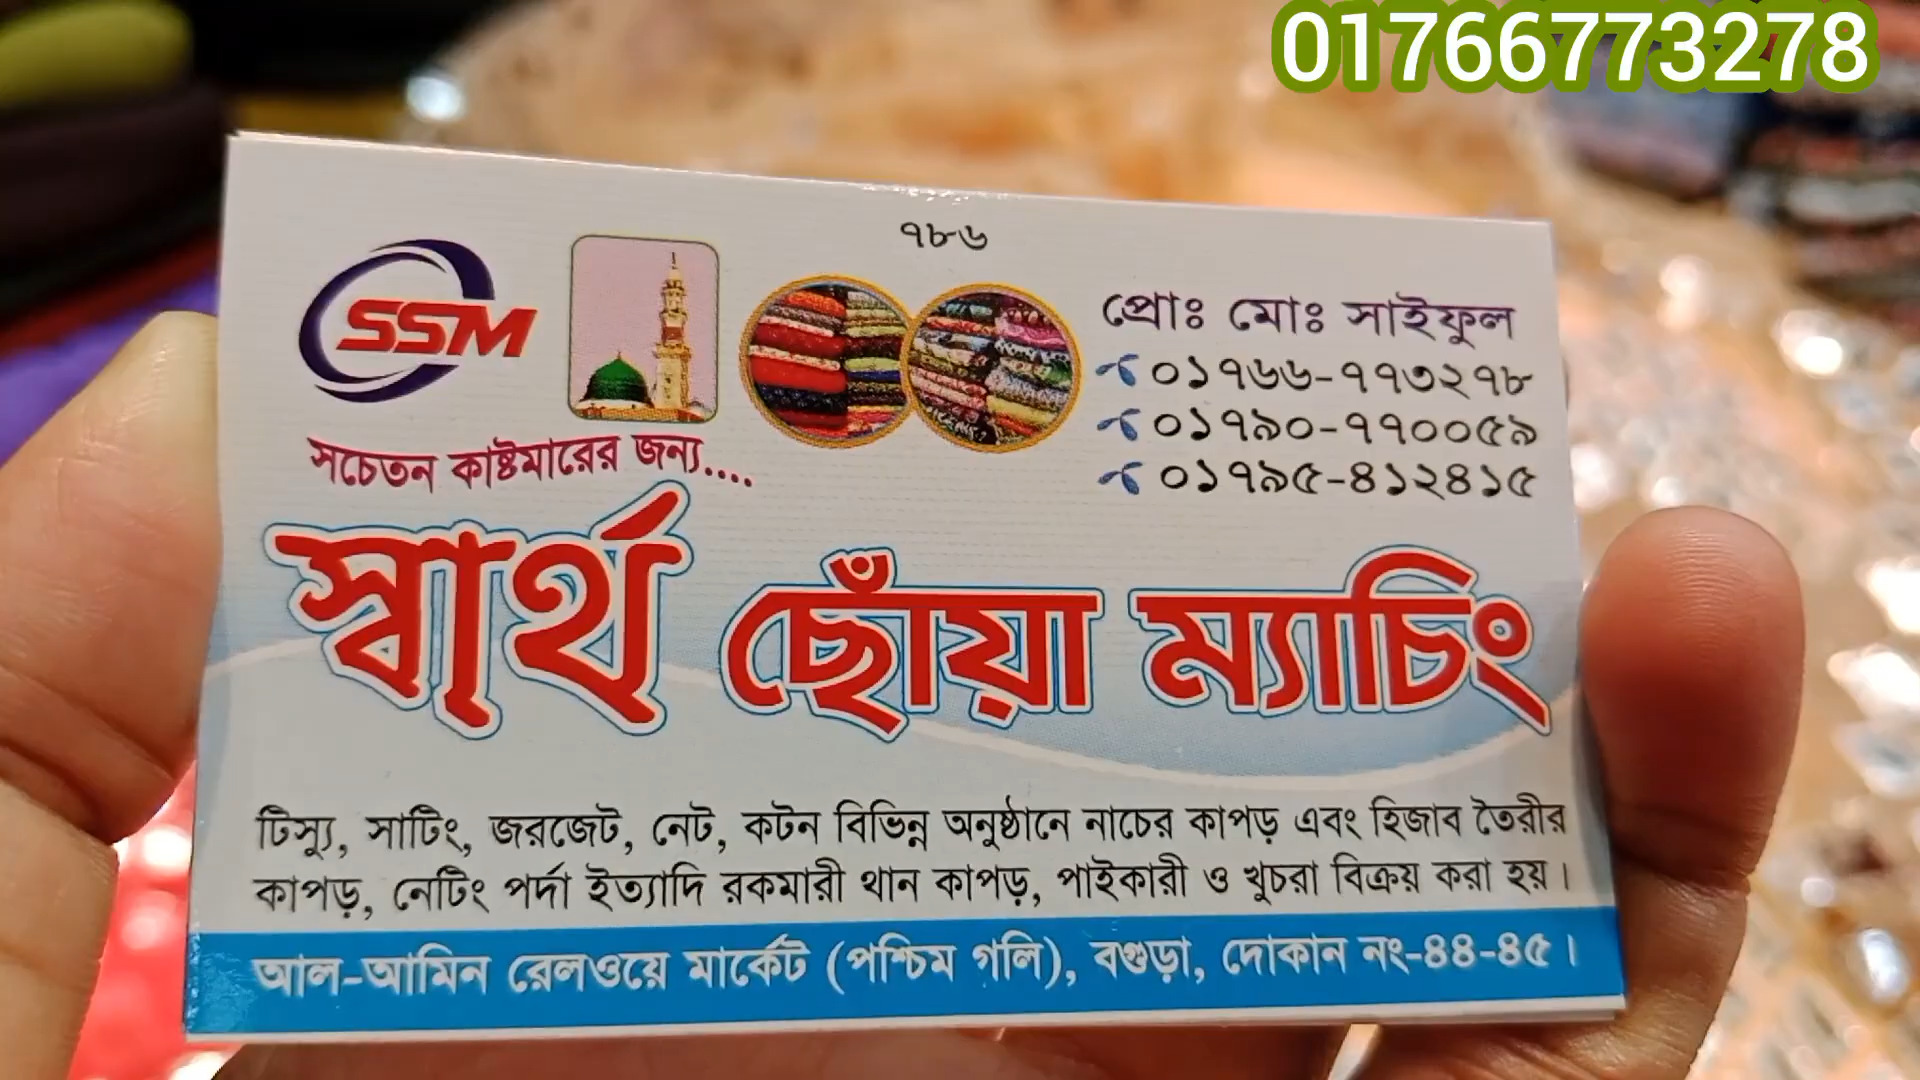 01766773278
৭৮৬
SSM
প্রোঃ মোঃ সাইফুল
০১৭৬৬-৭৭৩২৭৮
০১৭৯০-৭৭০০৫৯
০১৭৯৫-৪১২৪১৫
সচেতন কাষ্টমারের জন্য....
স্বার্থ ছোঁয়া ম্যাচিং
টিস্যু, সাটিং, জরজেট, নেট, কটন বিভিন্ন অনুষ্ঠানে নাচের কাপড় এবং হিজাব তৈরীর
কাপড়, নেটিং পর্দা ইত্যাদি রকমারী থান কাপড়, পাইকারী ও খুচরা বিক্রয় করা হয়।
আল-আমিন রেলওয়ে মার্কেট (পশ্চিম গলি), বগুড়া, দোকান নং-৪৪-৪৫।